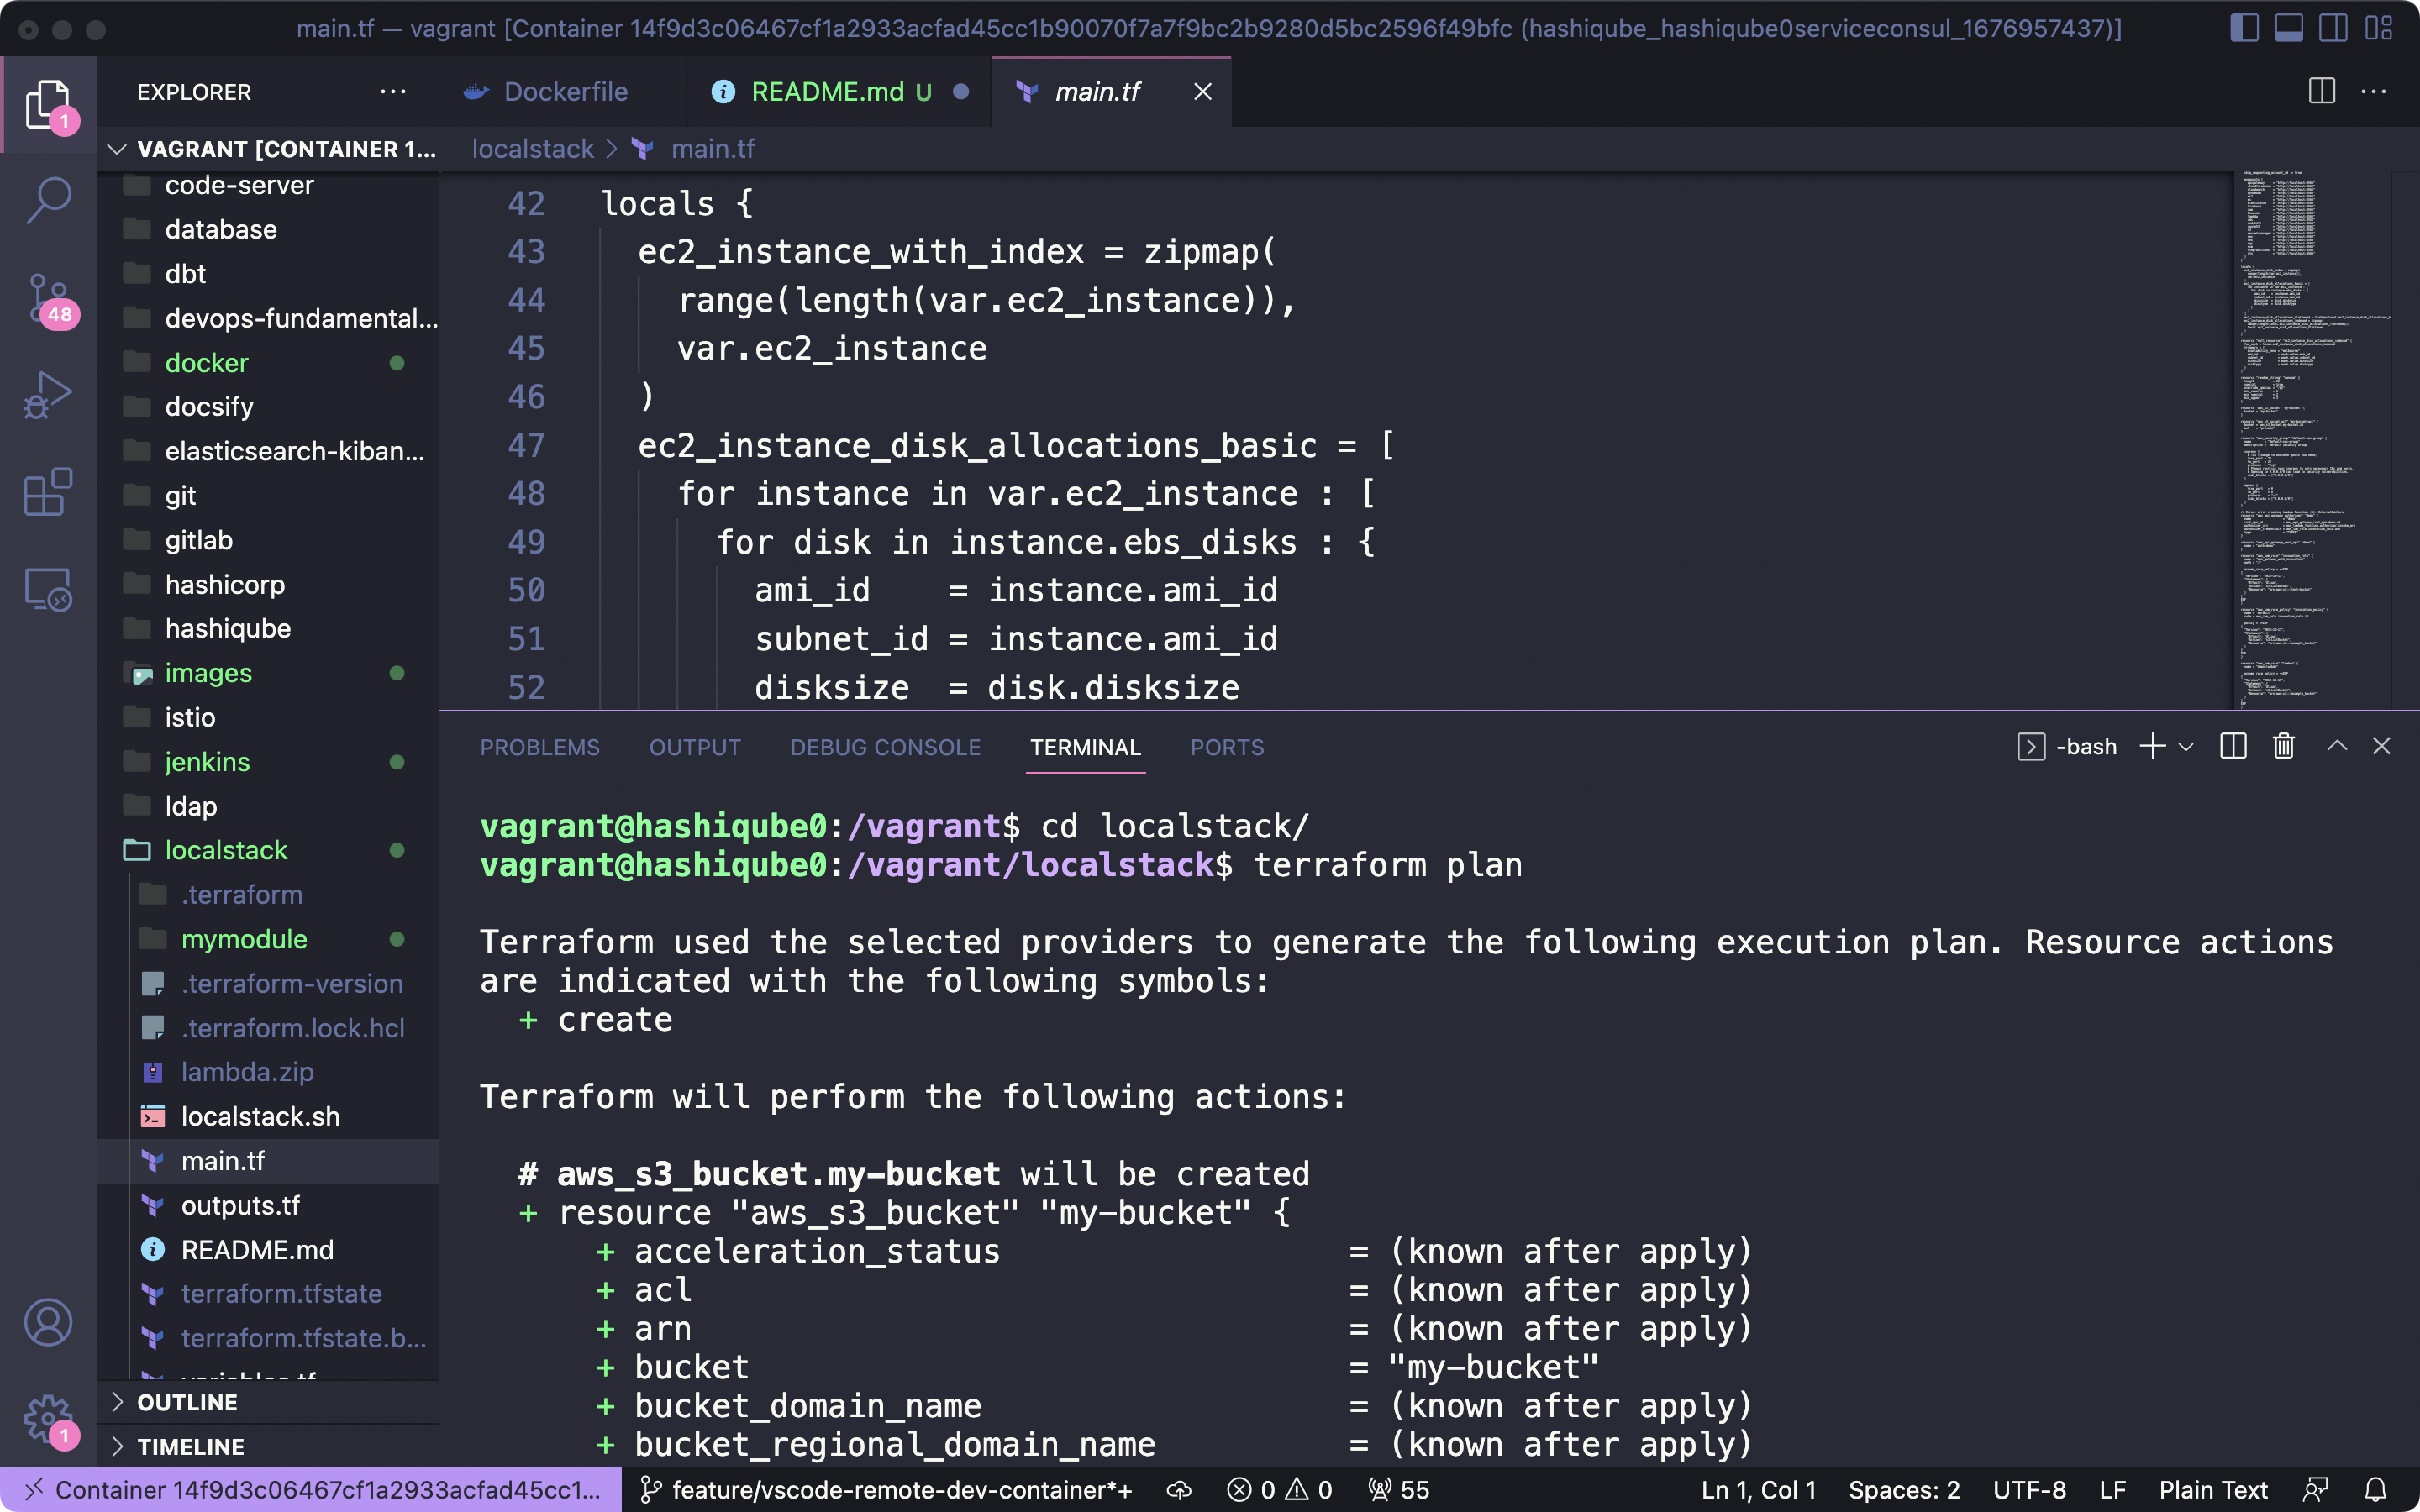 main.tf — vagrant [Container 14f9d3c06467cf1a2933acfad45cc1b90070f7a7f9bc2b9280d5bc2596f49bfc (hashiqube_hashiqube0serviceconsul_1676957437)]
EXPLORER
Dockerfile
README.md U
main.tf
1
VAGRANT [CONTAINER 1...
localstack > main.tf
code-server
database
dbt
devops-fundamental...
docker
docsify
elasticsearch-kiban...
git
gitlab
hashicorp
hashiqube
images
istio
jenkins
ldap
localstack
.terraform
mymodule
.terraform-version
.terraform.lock.hcl
lambda.zip
localstack.sh
main.tf
outputs.tf
README.md
terraform.tfstate
terraform.tfstate.b...
variables.tf
OUTLINE
TIMELINE
48
1
42 locals {
43 ec2_instance_with_index = zipmap(
44 range(length(var.ec2_instance)),
45 var.ec2_instance
46 )
47 ec2_instance_disk_allocations_basic = [
48 for instance in var.ec2_instance : [
49 for disk in instance.ebs_disks : {
50 ami_id = instance.ami_id
51 subnet_id = instance.ami_id
52 disksize = disk.disksize
PROBLEMS OUTPUT DEBUG CONSOLE TERMINAL PORTS
-bash
vagrant@hashiqube0:/vagrant$ cd localstack/
vagrant@hashiqube0:/vagrant/localstack$ terraform plan
Terraform used the selected providers to generate the following execution plan. Resource actions
are indicated with the following symbols:
+ create
Terraform will perform the following actions:
# aws_s3_bucket.my-bucket will be created
+ resource "aws_s3_bucket" "my-bucket" {
+ acceleration_status = (known after apply)
+ acl = (known after apply)
+ arn = (known after apply)
+ bucket = "my-bucket"
+ bucket_domain_name = (known after apply)
+ bucket_regional_domain_name = (known after apply)
Container 14f9d3c06467cf1a2933acfad45cc1... feature/vscode-remote-dev-container*+ 0 0 55 Ln 1, Col 1 Spaces: 2 UTF-8 LF Plain Text